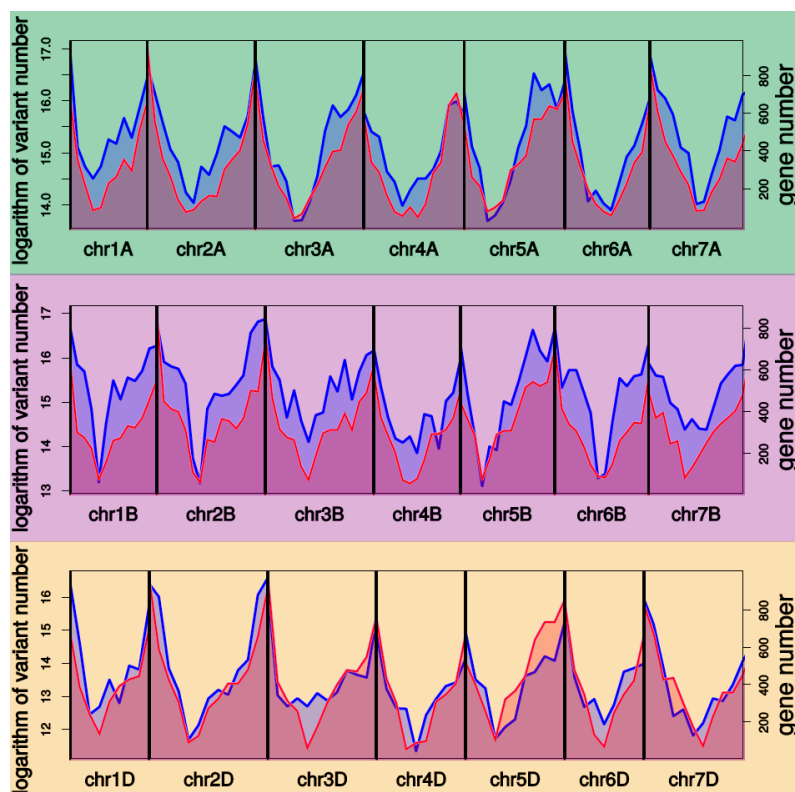 logarithm of variant number
17.0
16.0
15.0
14.0
800
600
400
200
gene number
chr1A chr2A chr3A chr4A chr5A chr6A chr7A
logarithm of variant number
17
16
15
14
13
800
600
400
200
gene number
chr1B chr2B chr3B chr4B chr5B chr6B chr7B
logarithm of variant number
16
15
14
13
12
800
600
400
200
gene number
chr1D chr2D chr3D chr4D chr5D chr6D chr7D